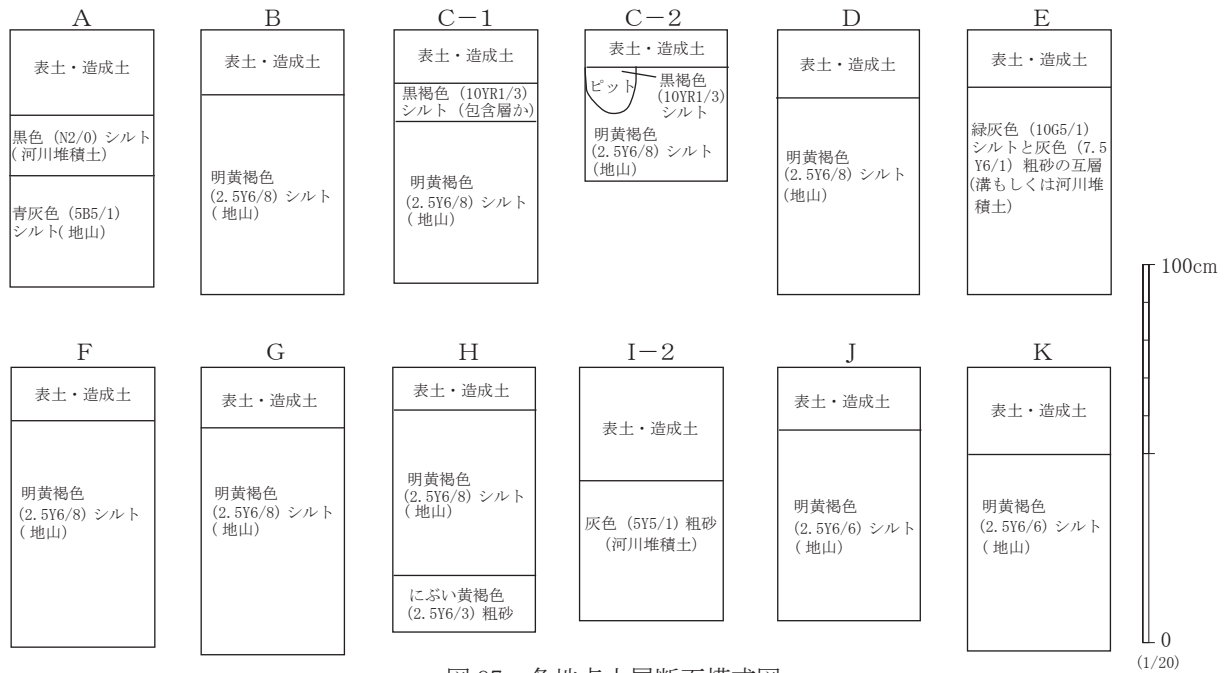 A
表土・造成土
黒色 (N2/0) シルト
(河川堆積土)
青灰色 (5B5/1)
シルト(地山)
B
表土・造成土
明黄褐色
(2.5Y6/8) シルト
(地山)
C-1
表土・造成土
黒褐色 (10YR1/3)
シルト (包含層か)
明黄褐色
(2.5Y6/8) シルト
(地山)
C-2
表土・造成土
ピット
黒褐色
(10YR1/3)
シルト
明黄褐色
(2.5Y6/8) シルト
(地山)
D
表土・造成土
明黄褐色
(2.5Y6/8) シルト
(地山)
E
表土・造成土
緑灰色 (10G5/1)
シルトと灰色 (7.5
Y6/1) 粗砂の互層
(溝もしくは河川堆
積土)
100cm
0
(1/20)
F
表土・造成土
明黄褐色
(2.5Y6/8) シルト
(地山)
G
表土・造成土
明黄褐色
(2.5Y6/8) シルト
(地山)
H
表土・造成土
明黄褐色
(2.5Y6/8) シルト
(地山)
にぶい黄褐色
(2.5Y6/3) 粗砂
I-2
表土・造成土
灰色 (5Y5/1) 粗砂
(河川堆積土)
J
表土・造成土
明黄褐色
(2.5Y6/6) シルト
(地山)
K
表土・造成土
明黄褐色
(2.5Y6/6) シルト
(地山)